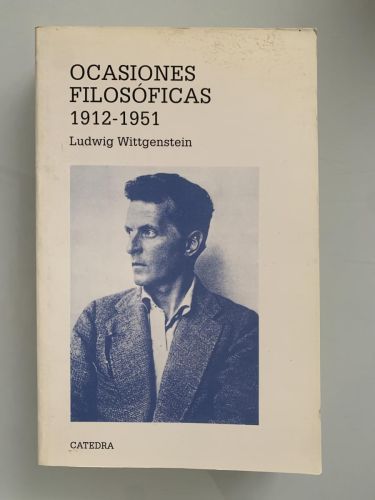 OCASIONES
FILOSÓFICAS
1912-1951
Ludwig Wittgenstein
CATEDRA